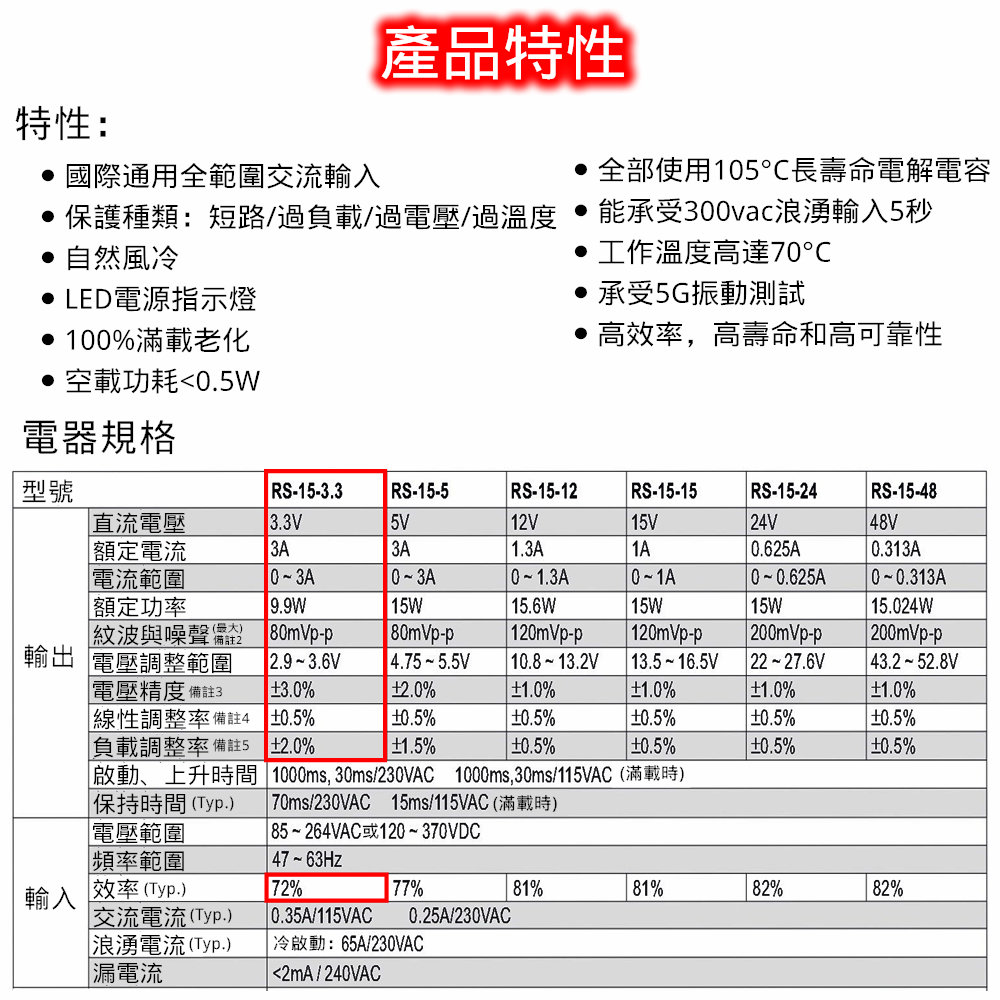 產品特性
特性：
• 國際通用全範圍交流輸入
• 保護種類：短路/過負載/過電壓/過溫度
• 自然風冷
• LED電源指示燈
• 100%滿載老化
• 空載功耗<0.5W
• 全部使用105°C長壽命電解電容
• 能承受300vac浪湧輸入5秒
• 工作溫度高達70°C
• 承受5G振動測試
• 高效率，高壽命和高可靠性
電器規格
型號 RS-15-3.3 RS-15-5 RS-15-12 RS-15-15 RS-15-24 RS-15-48
輸出
直流電壓 3.3V 5V 12V 15V 24V 48V
額定電流 3A 3A 1.3A 1A 0.625A 0.313A
電流範圍 0~3A 0~3A 0~1.3A 0~1A 0~0.625A 0~0.313A
額定功率 9.9W 15W 15.6W 15W 15W 15.024W
紋波與噪聲(最大)備註2 80mVp-p 80mVp-p 120mVp-p 120mVp-p 200mVp-p 200mVp-p
電壓調整範圍 2.9~3.6V 4.75~5.5V 10.8~13.2V 13.5~16.5V 22~27.6V 43.2~52.8V
電壓精度 備註3 ±3.0% ±2.0% ±1.0% ±1.0% ±1.0% ±1.0%
線性調整率 備註4 ±0.5% ±0.5% ±0.5% ±0.5% ±0.5% ±0.5%
負載調整率 備註5 ±2.0% ±1.5% ±0.5% ±0.5% ±0.5% ±0.5%
啟動、上升時間 1000ms, 30ms/230VAC 1000ms,30ms/115VAC (滿載時)
保持時間 (Typ.) 70ms/230VAC 15ms/115VAC (滿載時)
輸入
電壓範圍 85~264VAC或120~370VDC
頻率範圍 47~63Hz
效率 (Typ.) 72% 77% 81% 81% 82% 82%
交流電流 (Typ.) 0.35A/115VAC 0.25A/230VAC
浪湧電流 (Typ.) 冷啟動：65A/230VAC
漏電流 <2mA / 240VAC